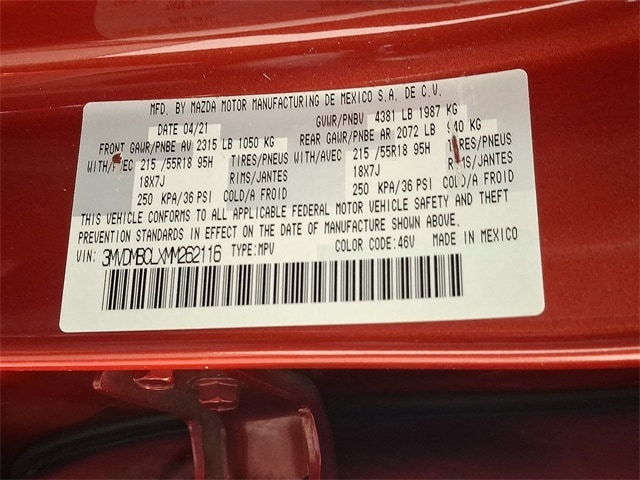 MFD. BY MAZDA MOTOR MANUFACTURING DE MEXICO S.A. DE C.V.
DATE 04/21 GVWR/PNBV 4381 LB 1987 KG
FRONT GAWR/PNBE AV 2315 LB 1050 KG REAR GAWR/PNBE AR 2072 LB 940 KG
WITH/AVEC 215 /55R18 95H TIRES/PNEUS WITH/AVEC 215 /55R18 95H TIRES/PNEUS
18X7J RIMS/JANTES 18X7J RIMS/JANTES
250 KPA/36 PSI COLD/A FROID 250 KPA/36 PSI COLD/A FROID
THIS VEHICLE CONFORMS TO ALL APPLICABLE FEDERAL MOTOR VEHICLE SAFETY AND THEFT
PREVENTION STANDARDS IN EFFECT ON THE DATE OF MANUFACTURE SHOWN ABOVE.
VIN: 3MVDMBCLXMM262116 TYPE:MPV COLOR CODE:46V MADE IN MEXICO